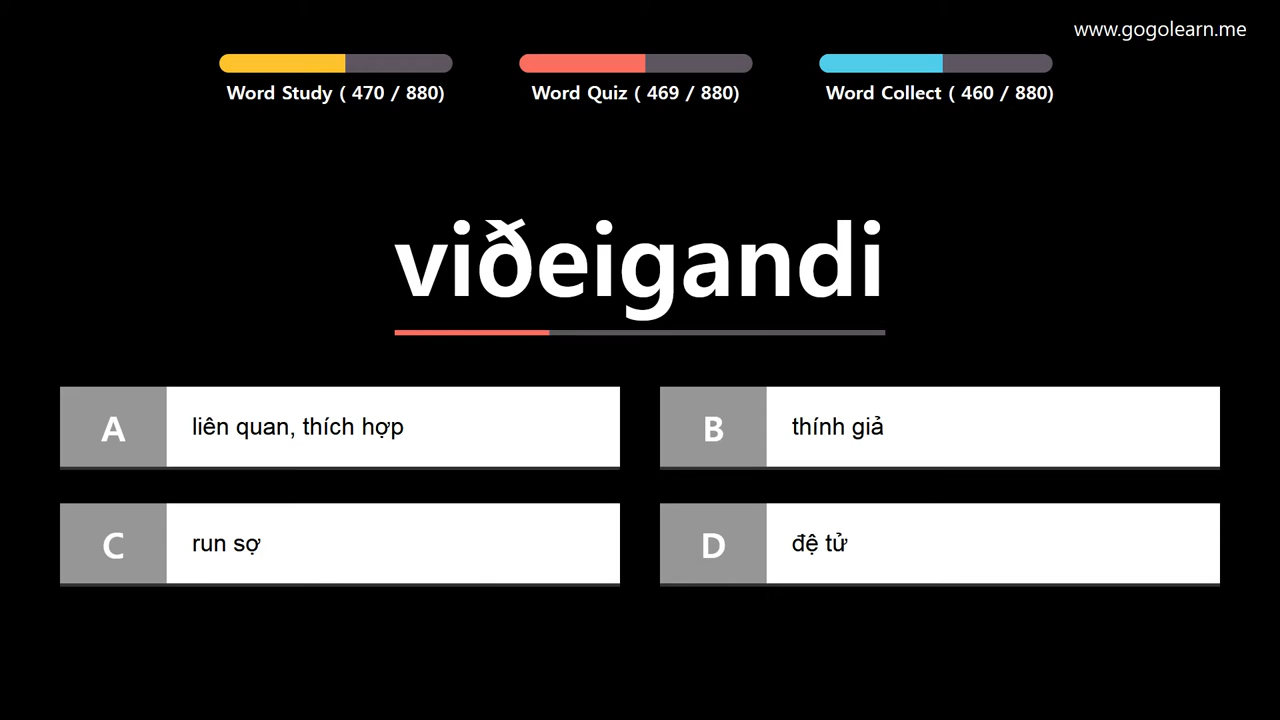 www.gogolearn.me
Word Study ( 470 / 880)
Word Quiz ( 469 / 880)
Word Collect ( 460 / 880)
viðeigandi
A
liên quan, thích hợp
B
thính giả
C
run sợ
D
đệ tử